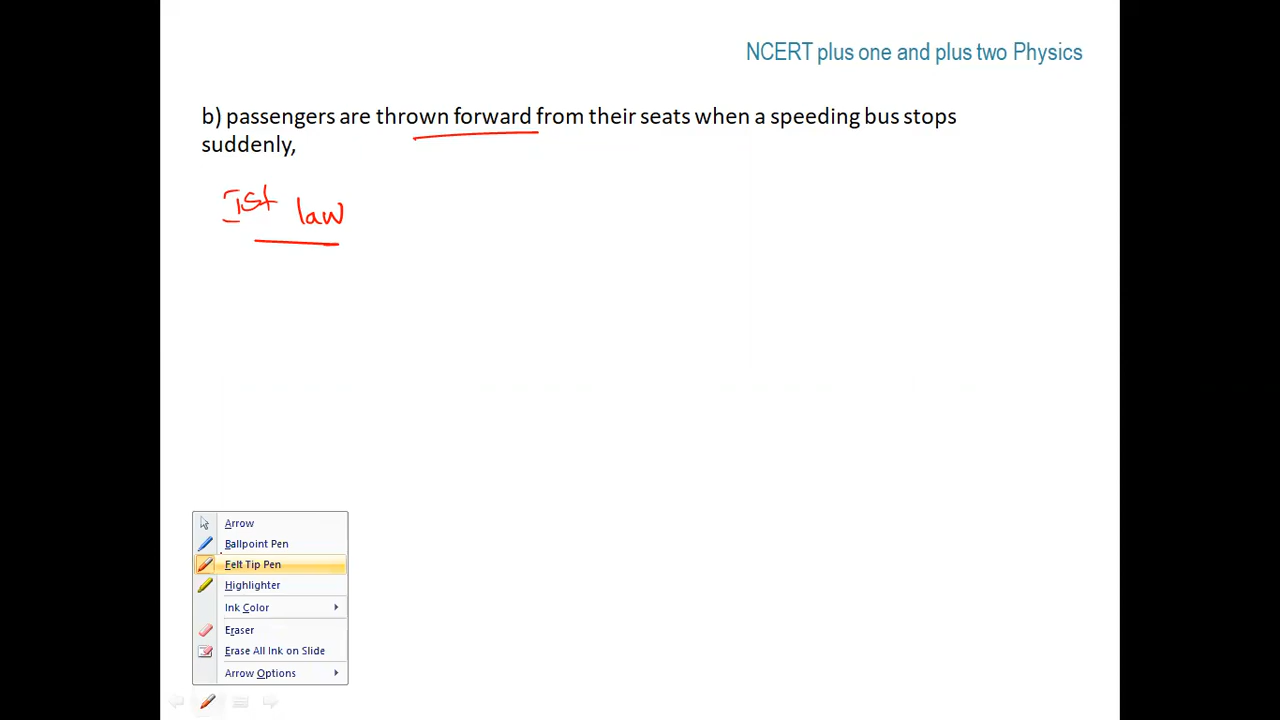 NCERT plus one and plus two Physics
b) passengers are thrown forward from their seats when a speeding bus stops
suddenly,
Ist law
Arrow
Ballpoint Pen
Felt Tip Pen
Highlighter
Ink Color
Eraser
Erase All Ink on Slide
Arrow Options